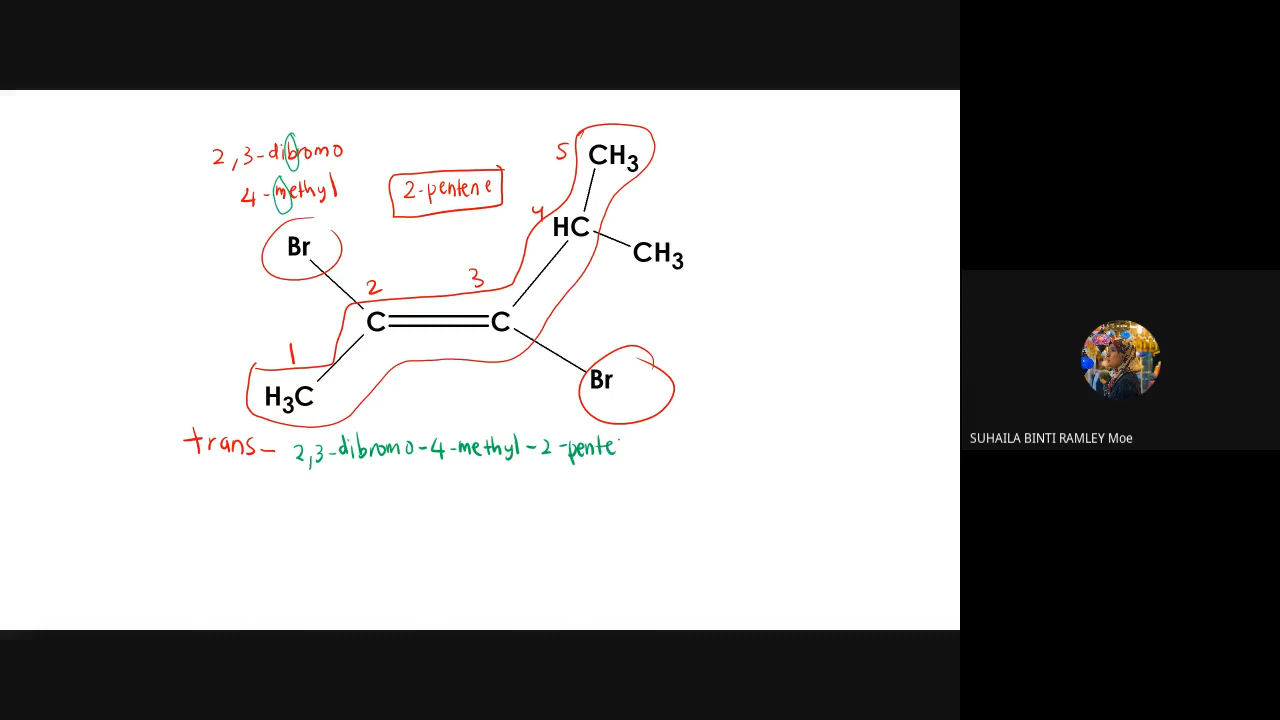 2,3-dibromo
4-methyl
2-pentene
5
CH3
4
HC
CH3
Br
2
3
C
C
1
H3C
Br
trans- 2,3-dibromo-4-methyl-2-pente
SUHAILA BINTI RAMLEY Moe